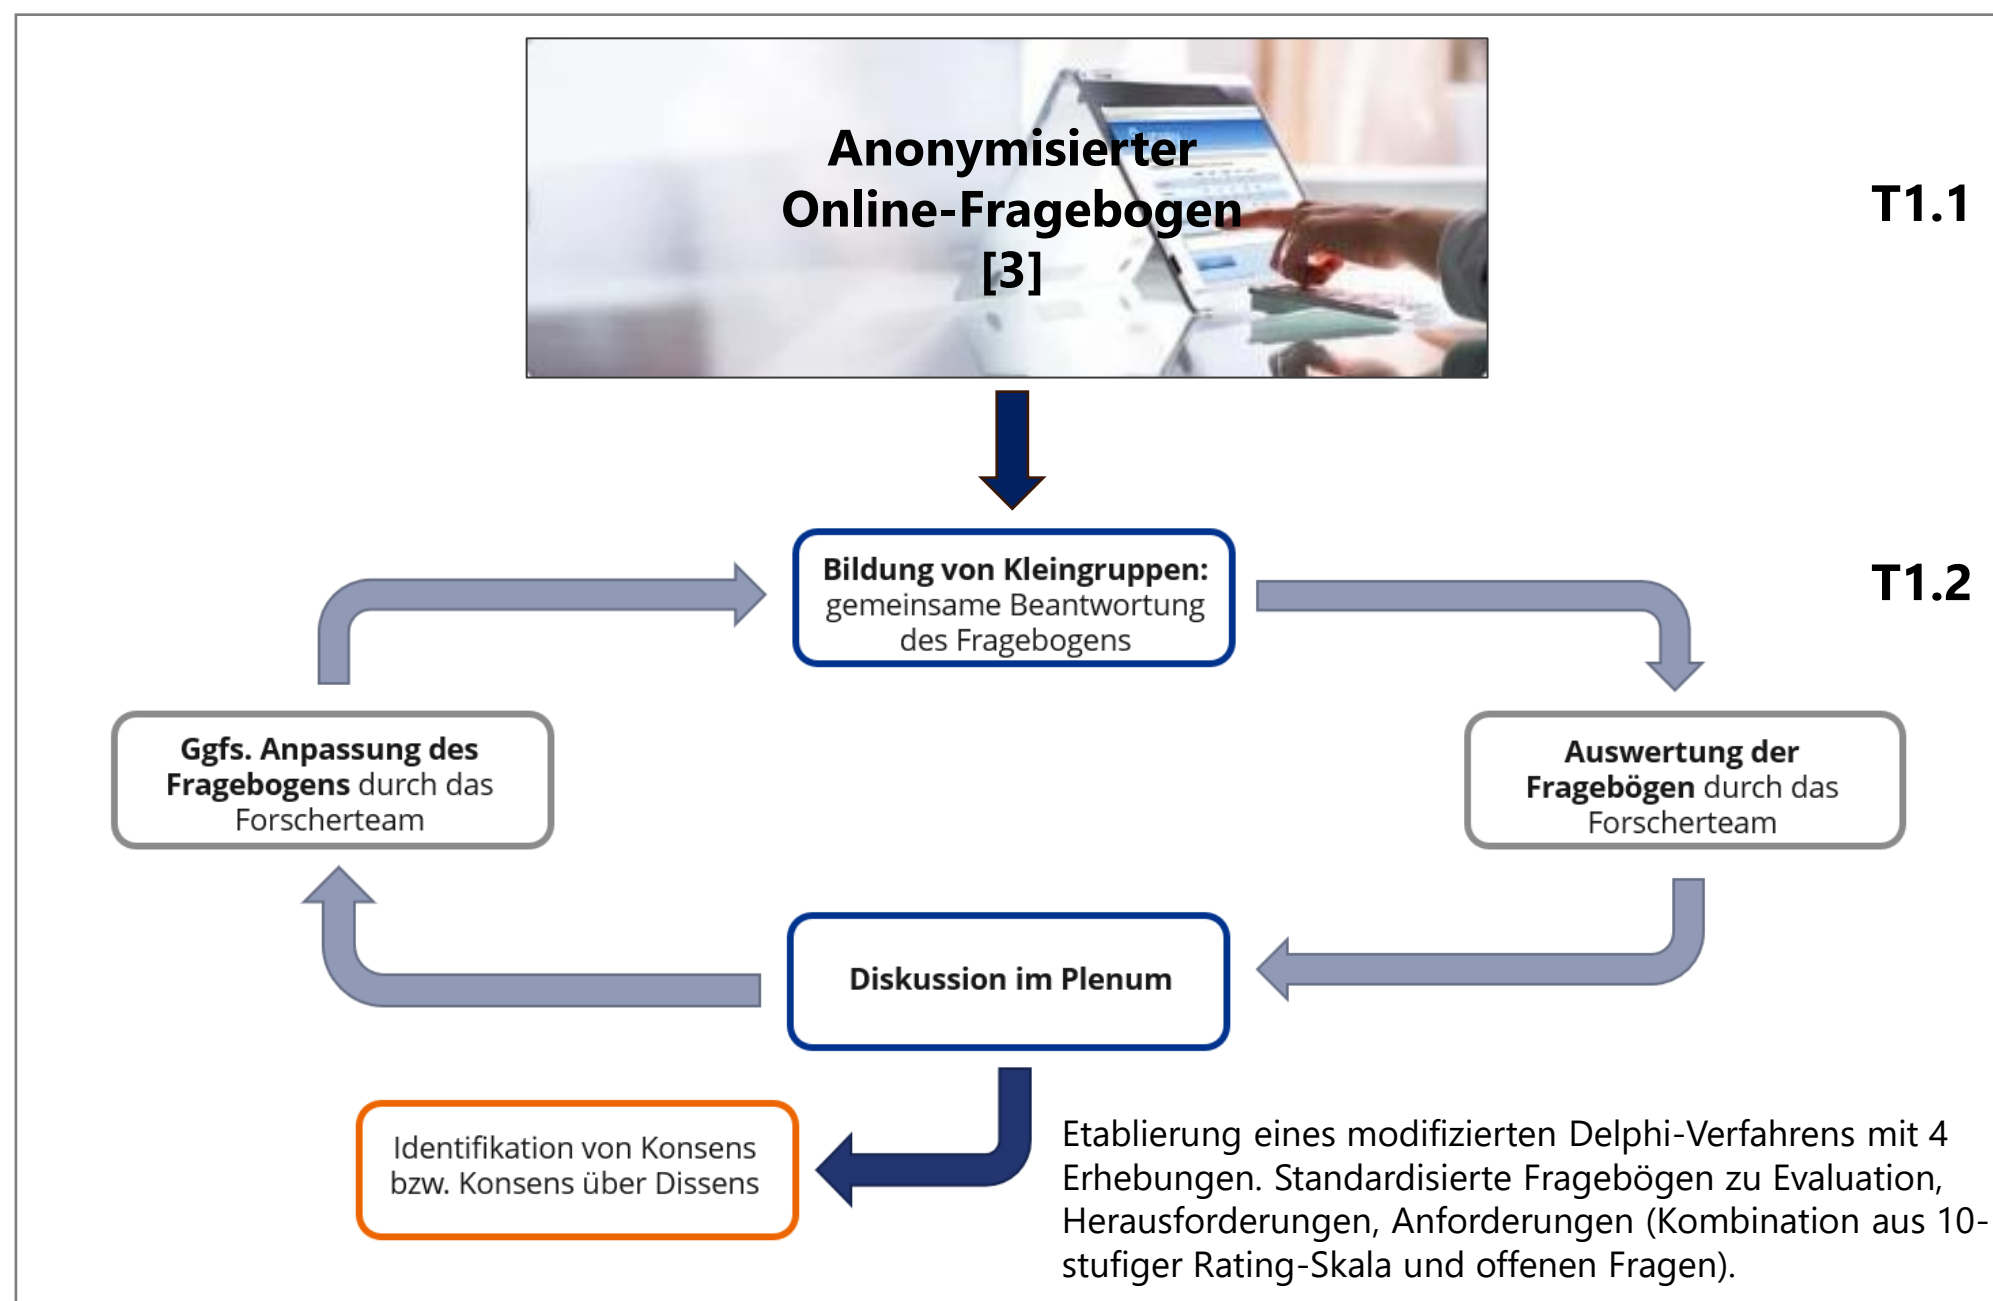 Anonymisierter
Online-Fragebogen
[3]
T1.1
Bildung von Kleingruppen:
gemeinsame Beantwortung
des Fragebogens
T1.2
Ggfs. Anpassung des
Fragebogens durch das
Forscherteam
Auswertung der
Fragebögen durch das
Forscherteam
Diskussion im Plenum
Identifikation von Konsens
bzw. Konsens über Dissens
Etablierung eines modifizierten Delphi-Verfahrens mit 4
Erhebungen. Standardisierte Fragebögen zu Evaluation,
Herausforderungen, Anforderungen (Kombination aus 10-
stufiger Rating-Skala und offenen Fragen).